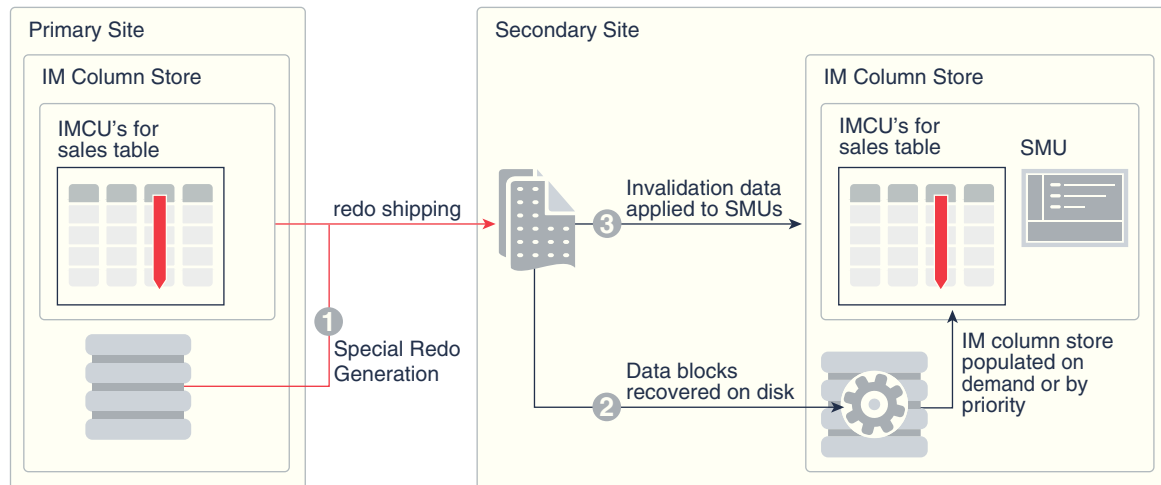 Primary Site
IM Column Store
IMCU's for
sales table
1
Special Redo
Generation
redo shipping
Secondary Site
3
Invalidation data
applied to SMUs
2
Data blocks
recovered on disk
IM Column Store
IMCU's for
sales table
SMU
IM column store
populated on
demand or by
priority